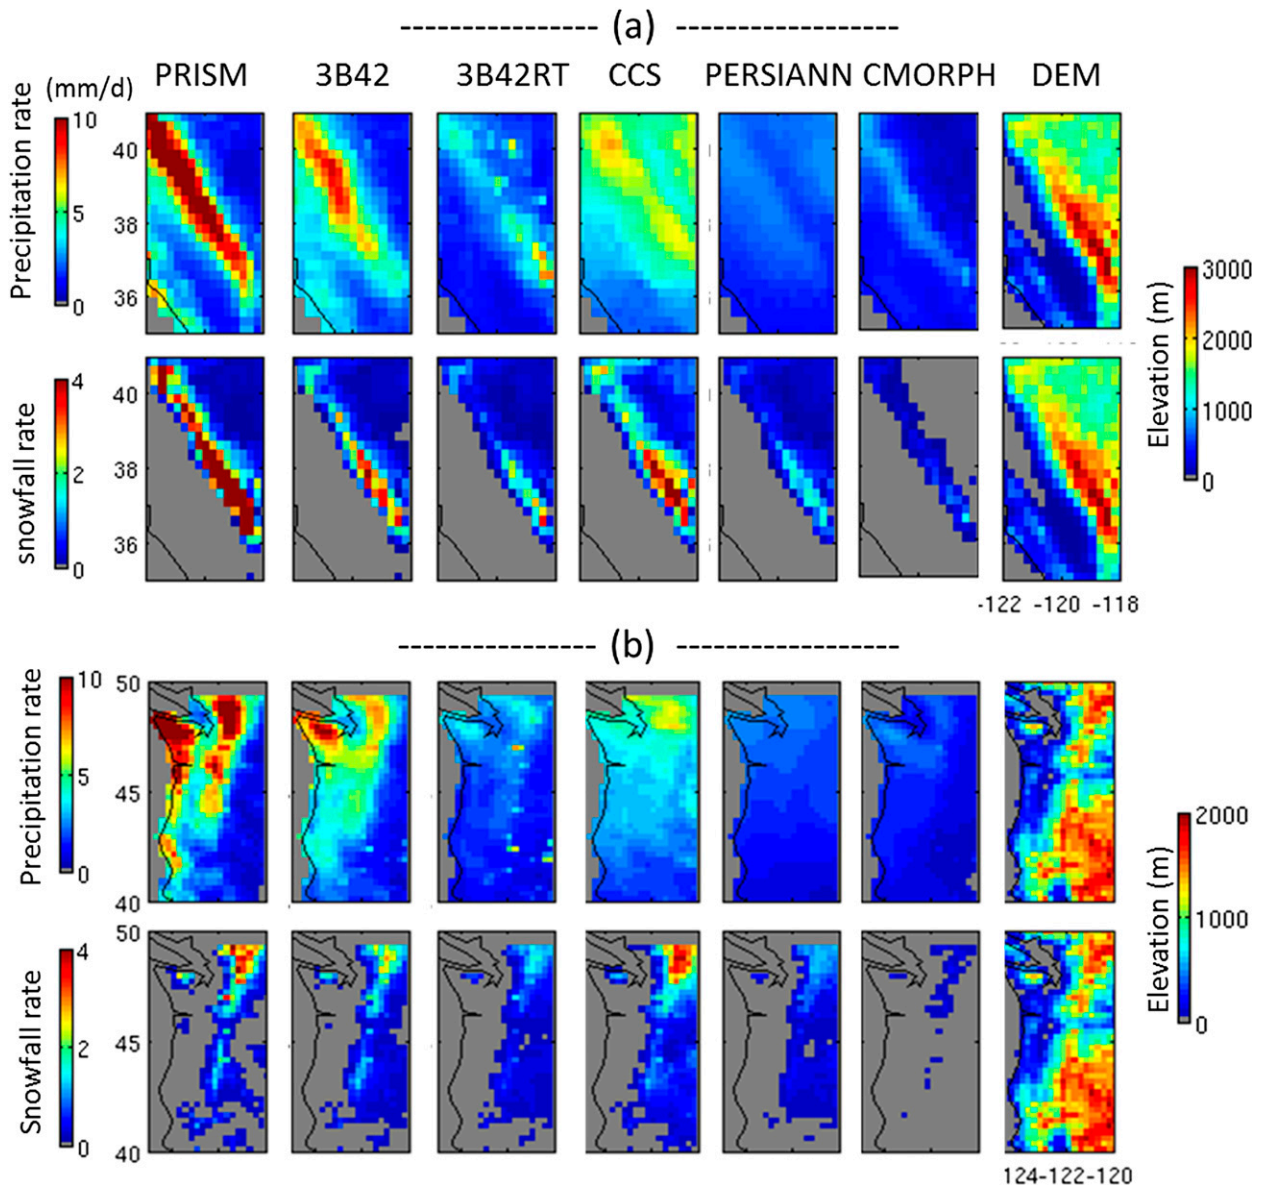 (a)
PRISM 3B42 3B42RT CCS PERSIANN CMORPH DEM
(mm/d)
Precipitation rate
10
5
0
40
38
36
Elevation (m)
3000
2000
1000
0
snowfall rate
4
2
0
40
38
36
-122 -120 -118
(b)
Precipitation rate
10
5
0
50
45
40
Elevation (m)
2000
1000
0
Snowfall rate
4
2
0
50
45
40
124-122-120